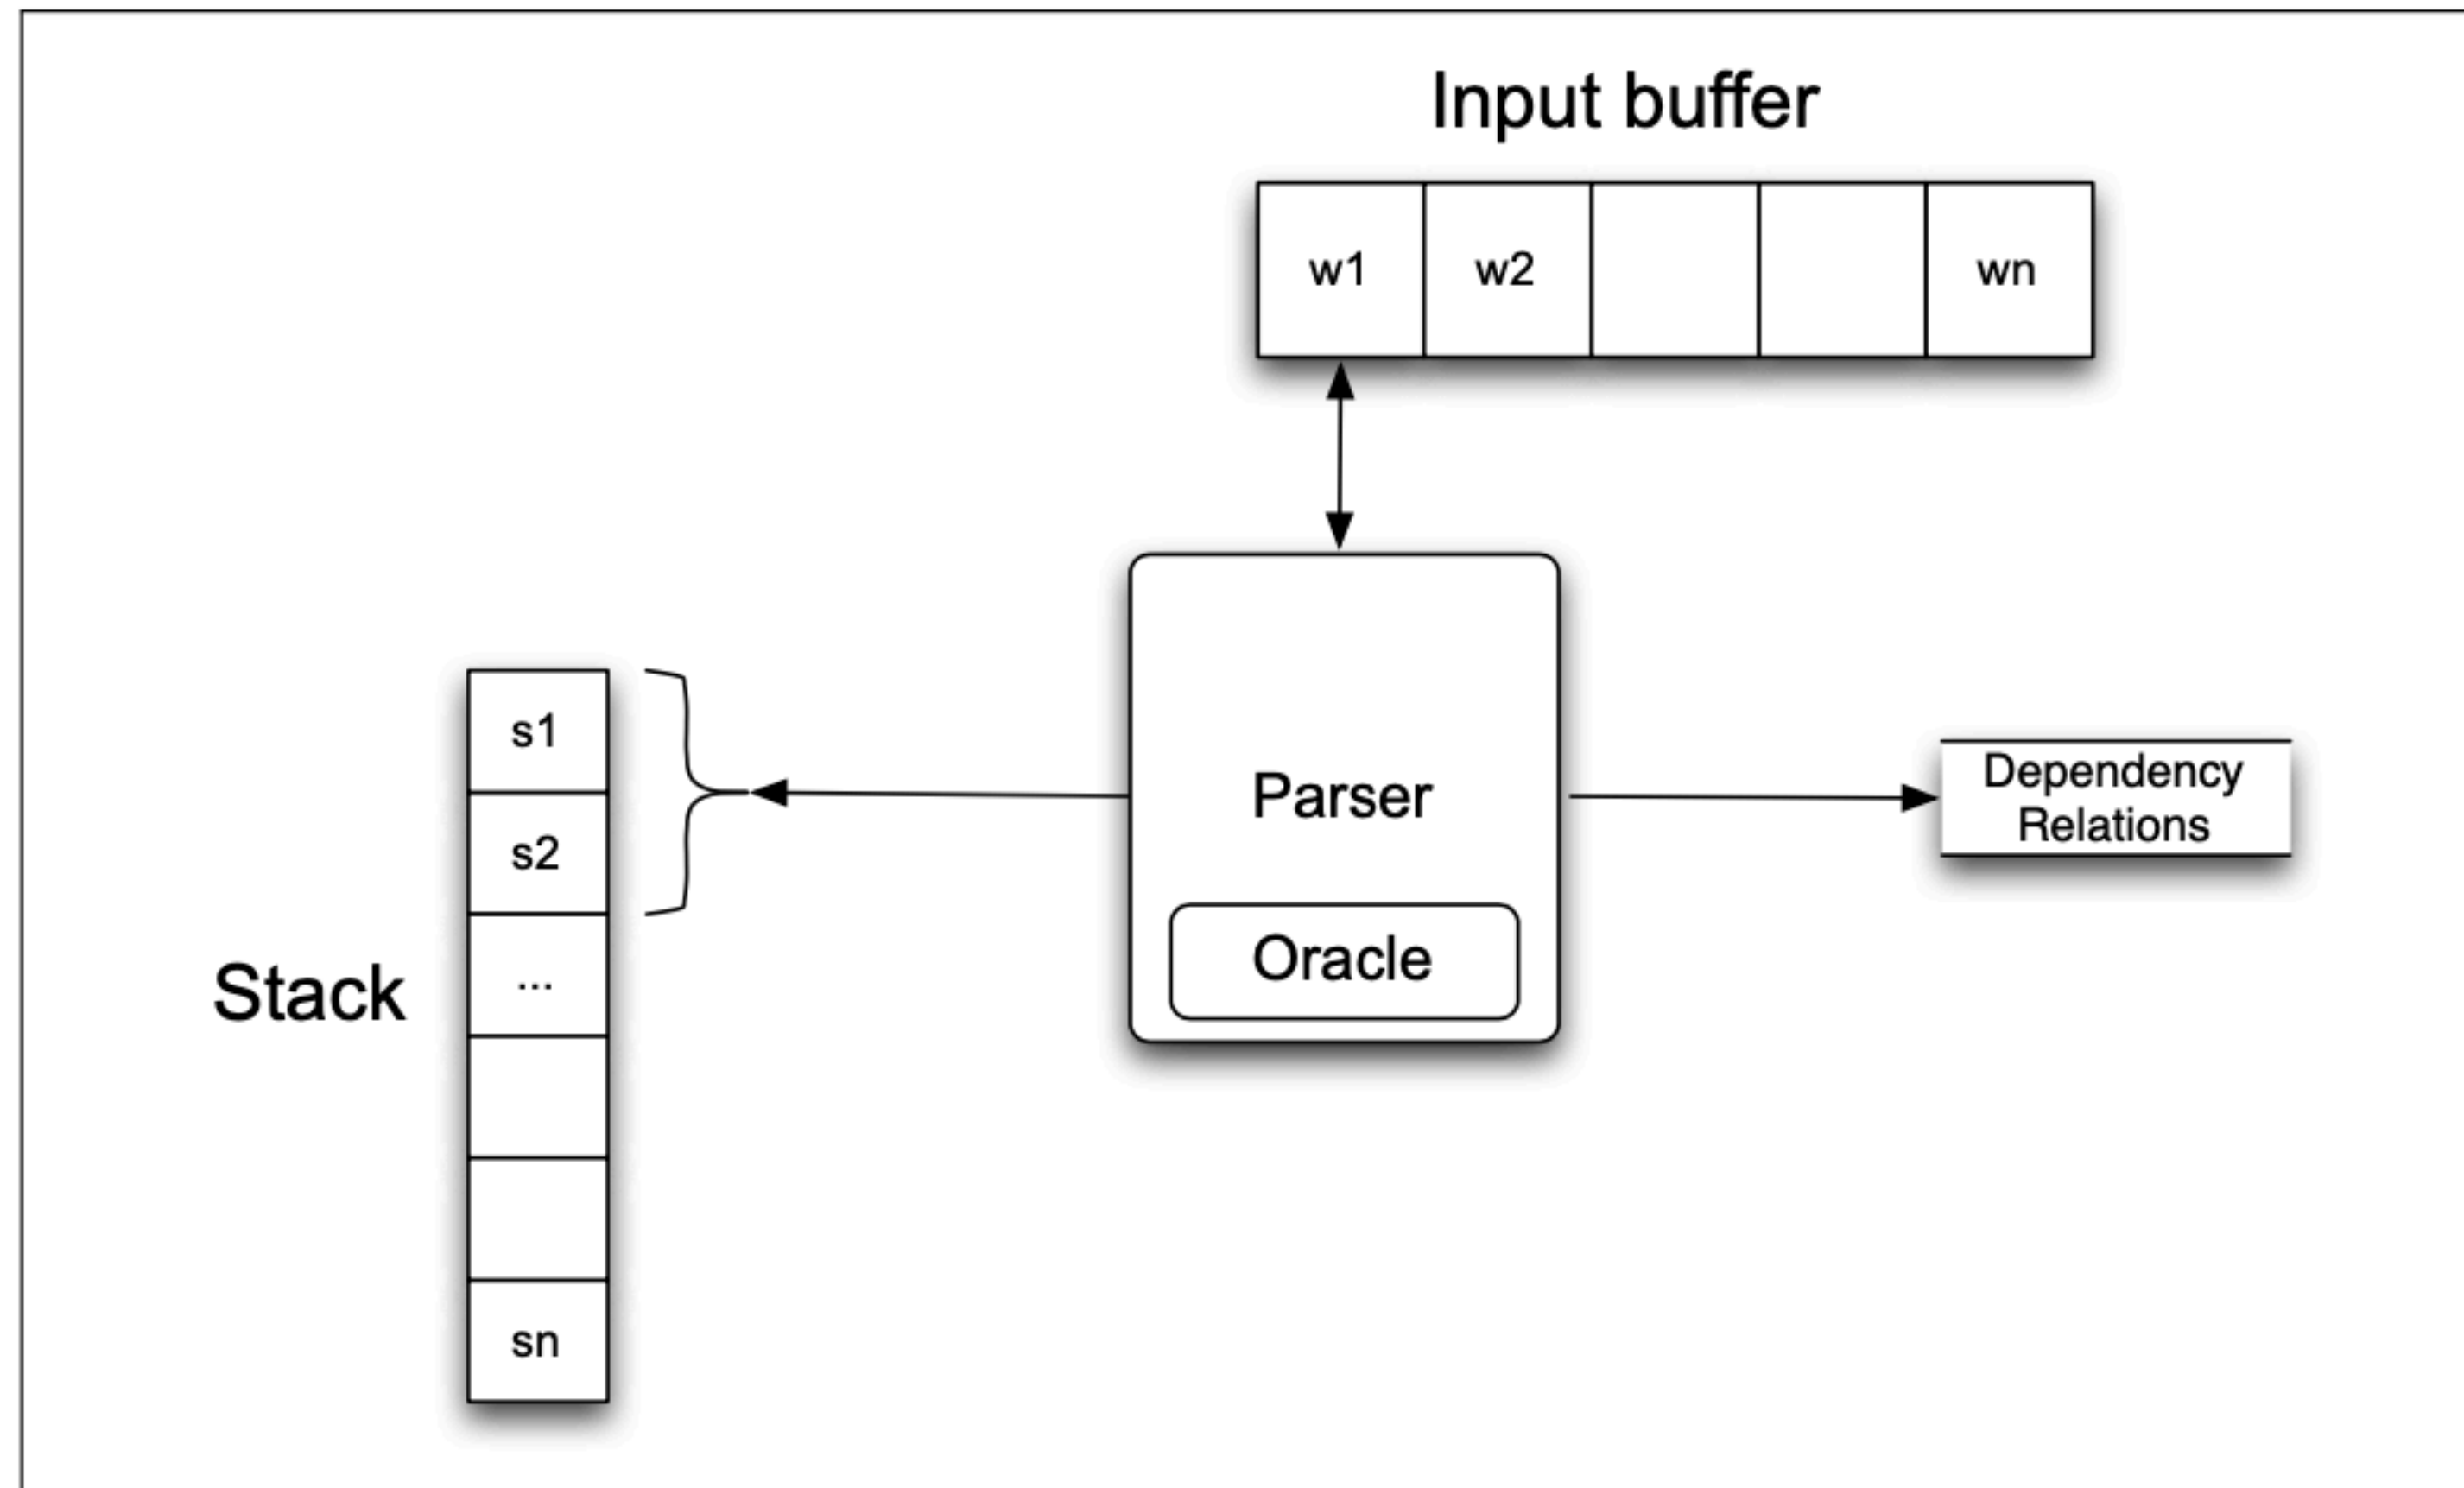 Input buffer
w1 w2 wn
s1
s2
...
sn
Stack
Parser
Oracle
Dependency
Relations